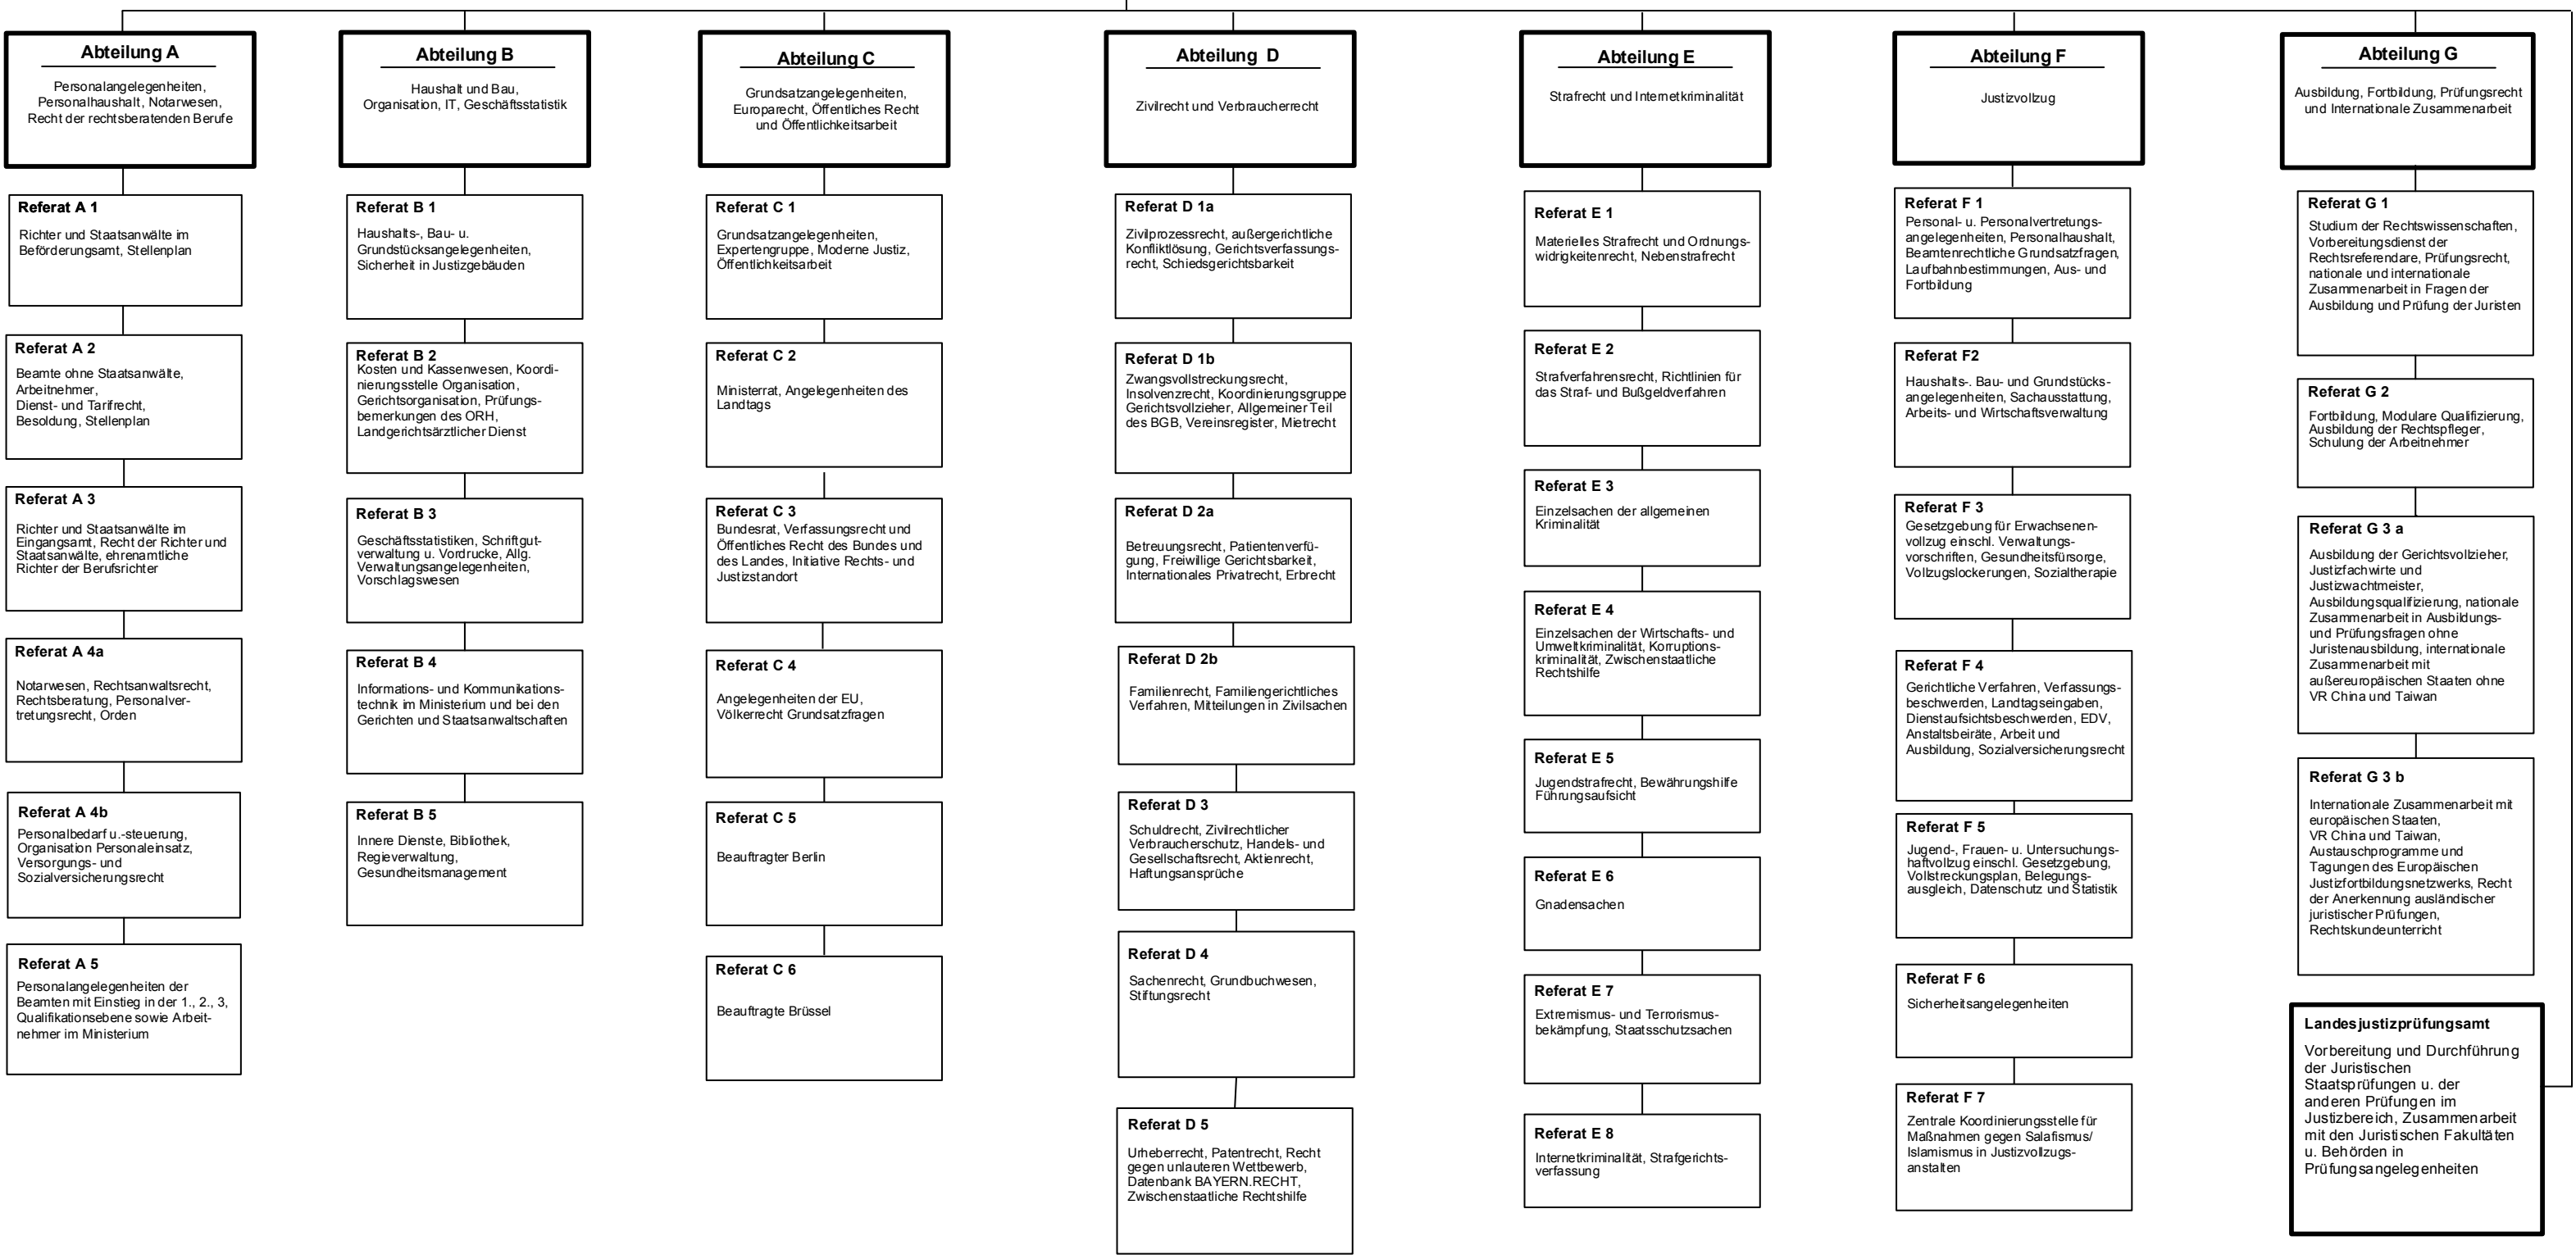 Abteilung A
Personalangelegenheiten,
Personalhaushalt, Notarwesen,
Recht der rechtsberatenden Berufe
Referat A 1
Richter und Staatsanwälte im
Beförderungsamt, Stellenplan
Referat A 2
Beamte ohne Staatsanwälte,
Arbeitnehmer,
Dienst- und Tarifrecht,
Besoldung, Stellenplan
Referat A 3
Richter und Staatsanwälte im
Eingangsamt, Recht der Richter und
Staatsanwälte, ehrenamtliche
Richter der Berufsrichter
Referat A 4a
Notarwesen, Rechtsanwaltsrecht,
Rechtsberatung, Personalver-
tretungsrecht, Orden
Referat A 4b
Personalbedarf u.-steuerung,
Organisation Personaleinsatz,
Versorgungs- und
Sozialversicherungsrecht
Referat A 5
Personalangelegenheiten der
Beamten mit Einstieg in der 1., 2., 3,
Qualifikationsebene sowie Arbeit-
nehmer im Ministerium
Abteilung B
Haushalt und Bau,
Organisation, IT, Geschäftsstatistik
Referat B 1
Haushalts-, Bau- u.
Grundstücksangelegenheiten,
Sicherheit in Justizgebäuden
Referat B 2
Kosten und Kassenwesen, Koordi-
nierungsstelle Organisation,
Gerichtsorganisation, Prüfungs-
bemerkungen des ORH,
Landgerichtsärztlicher Dienst
Referat B 3
Geschäftsstatistiken, Schriftgut-
verwaltung u. Vordrucke, Allg.
Verwaltungsangelegenheiten,
Vorschlagswesen
Referat B 4
Informations- und Kommunikations-
technik im Ministerium und bei den
Gerichten und Staatsanwaltschaften
Referat B 5
Innere Dienste, Bibliothek,
Regieverwaltung,
Gesundheitsmanagement
Abteilung C
Grundsatzangelegenheiten,
Europarecht, Öffentliches Recht
und Öffentlichkeitsarbeit
Referat C 1
Grundsatzangelegenheiten,
Expertengruppe, Moderne Justiz,
Öffentlichkeitsarbeit
Referat C 2
Ministerrat, Angelegenheiten des
Landtags
Referat C 3
Bundesrat, Verfassungsrecht und
Öffentliches Recht des Bundes und
des Landes, Initiative Rechts- und
Justizstandort
Referat C 4
Angelegenheiten der EU,
Völkerrecht Grundsatzfragen
Referat C 5
Beauftragter Berlin
Referat C 6
Beauftragte Brüssel
Abteilung D
Zivilrecht und Verbraucherrecht
Referat D 1a
Zivilprozessrecht, außergerichtliche
Konfliktlösung, Gerichtsverfassungs-
recht, Schiedsgerichtsbarkeit
Referat D 1b
Zwangsvollstreckungsrecht,
Insolvenzrecht, Koordinierungsgruppe
Gerichtsvollzieher, Allgemeiner Teil
des BGB, Vereinsregister, Mietrecht
Referat D 2a
Betreuungsrecht, Patientenverfü-
gung, Freiwillige Gerichtsbarkeit,
Internationales Privatrecht, Erbrecht
Referat D 2b
Familienrecht, Familiengerichtliches
Verfahren, Mitteilungen in Zivilsachen
Referat D 3
Schuldrecht, Zivilrechtlicher
Verbraucherschutz, Handels- und
Gesellschaftsrecht, Aktienrecht,
Haftungsansprüche
Referat D 4
Sachenrecht, Grundbuchwesen,
Stiftungsrecht
Referat D 5
Urheberrecht, Patentrecht, Recht
gegen unlauteren Wettbewerb,
Datenbank BAYERN.RECHT,
Zwischenstaatliche Rechtshilfe
Abteilung E
Strafrecht und Internetkriminalität
Referat E 1
Materielles Strafrecht und Ordnungs-
widrigkeitenrecht, Nebenstrafrecht
Referat E 2
Strafverfahrensrecht, Richtlinien für
das Straf- und Bußgeldverfahren
Referat E 3
Einzelsachen der allgemeinen
Kriminalität
Referat E 4
Einzelsachen der Wirtschafts- und
Umweltkriminalität, Korruptions-
kriminalität, Zwischenstaatliche
Rechtshilfe
Referat E 5
Jugendstrafrecht, Bewährungshilfe
Führungsaufsicht
Referat E 6
Gnadensachen
Referat E 7
Extremismus- und Terrorismus-
bekämpfung, Staatsschutzsachen
Referat E 8
Internetkriminalität, Strafgerichts-
verfassung
Abteilung F
Justizvollzug
Referat F 1
Personal- u. Personalvertretungs-
angelegenheiten, Personalhaushalt,
Beamtenrechtliche Grundsatzfragen,
Laufbahnbestimmungen, Aus- und
Fortbildung
Referat F2
Haushalts-. Bau- und Grundstücks-
angelegenheiten, Sachausstattung,
Arbeits- und Wirtschaftsverwaltung
Referat F 3
Gesetzgebung für Erwachsenen-
vollzug einschl. Verwaltungs-
vorschriften, Gesundheitsfürsorge,
Vollzugslockerungen, Sozialtherapie
Referat F 4
Gerichtliche Verfahren, Verfassungs-
beschwerden, Landtagseingaben,
Dienstaufsichtsbeschwerden, EDV,
Anstaltsbeiräte, Arbeit und
Ausbildung, Sozialversicherungsrecht
Referat F 5
Jugend-, Frauen- u. Untersuchungs-
haftvollzug einschl. Gesetzgebung,
Vollstreckungsplan, Belegungs-
ausgleich, Datenschutz und Statistik
Referat F 6
Sicherheitsangelegenheiten
Referat F 7
Zentrale Koordinierungsstelle für
Maßnahmen gegen Salafismus/
Islamismus in Justizvollzugs-
anstalten
Abteilung G
Ausbildung, Fortbildung, Prüfungsrecht
und Internationale Zusammenarbeit
Referat G 1
Studium der Rechtswissenschaften,
Vorbereitungsdienst der
Rechtsreferendare, Prüfungsrecht,
nationale und internationale
Zusammenarbeit in Fragen der
Ausbildung und Prüfung der Juristen
Referat G 2
Fortbildung, Modulare Qualifizierung,
Ausbildung der Rechtspfleger,
Schulung der Arbeitnehmer
Referat G 3 a
Ausbildung der Gerichtsvollzieher,
Justizfachwirte und
Justizwachtmeister,
Ausbildungsqualifizierung, nationale
Zusammenarbeit in Ausbildungs-
und Prüfungsfragen ohne
Juristenausbildung, internationale
Zusammenarbeit mit
außereuropäischen Staaten ohne
VR China und Taiwan
Referat G 3 b
Internationale Zusammenarbeit mit
europäischen Staaten,
VR China und Taiwan,
Austauschprogramme und
Tagungen des Europäischen
Justizfortbildungsnetzwerks, Recht
der Anerkennung ausländischer
juristischer Prüfungen,
Rechtskundeunterricht
Landesjustizprüfungsamt
Vorbereitung und Durchführung
der Juristischen
Staatsprüfungen u. der
anderen Prüfungen im
Justizbereich, Zusammenarbeit
mit den Juristischen Fakultäten
u. Behörden in
Prüfungsangelegenheiten